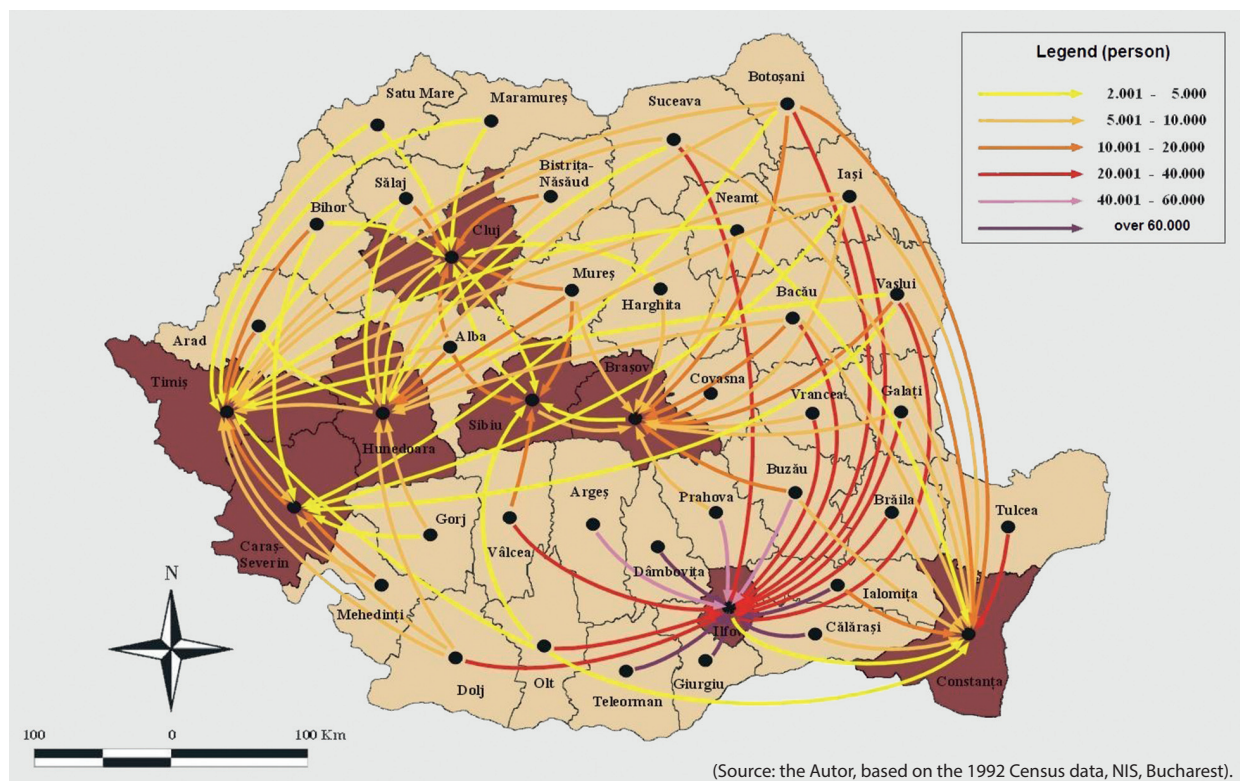 Legend (person)
2.001 - 5.000
5.001 - 10.000
10.001 - 20.000
20.001 - 40.000
40.001 - 60.000
over 60.000
Botoșani
Satu Mare
Maramureș
Suceava
Bistrița-
Năsăud
Iași
Sălaj
Bihor
Neamt
Cluj
Mureș
Vaslui
Bacău
Harghita
Arad
Alba
Timiș
Brașov
Covasna
Vrancea
Galați
Sibiu
Hunedoara
Buzău
Argeș
Prahova
Brăila
Tulcea
Gorj
Vâlcea
Caraș-
Severin
Dâmbovița
Ialomița
N
Mehedinți
Ilfov
Călărași
Olt
Giurgiu
Dolj
Teleorman
Constanța
100 0 100 Km
(Source: the Autor, based on the 1992 Census data, NIS, Bucharest).